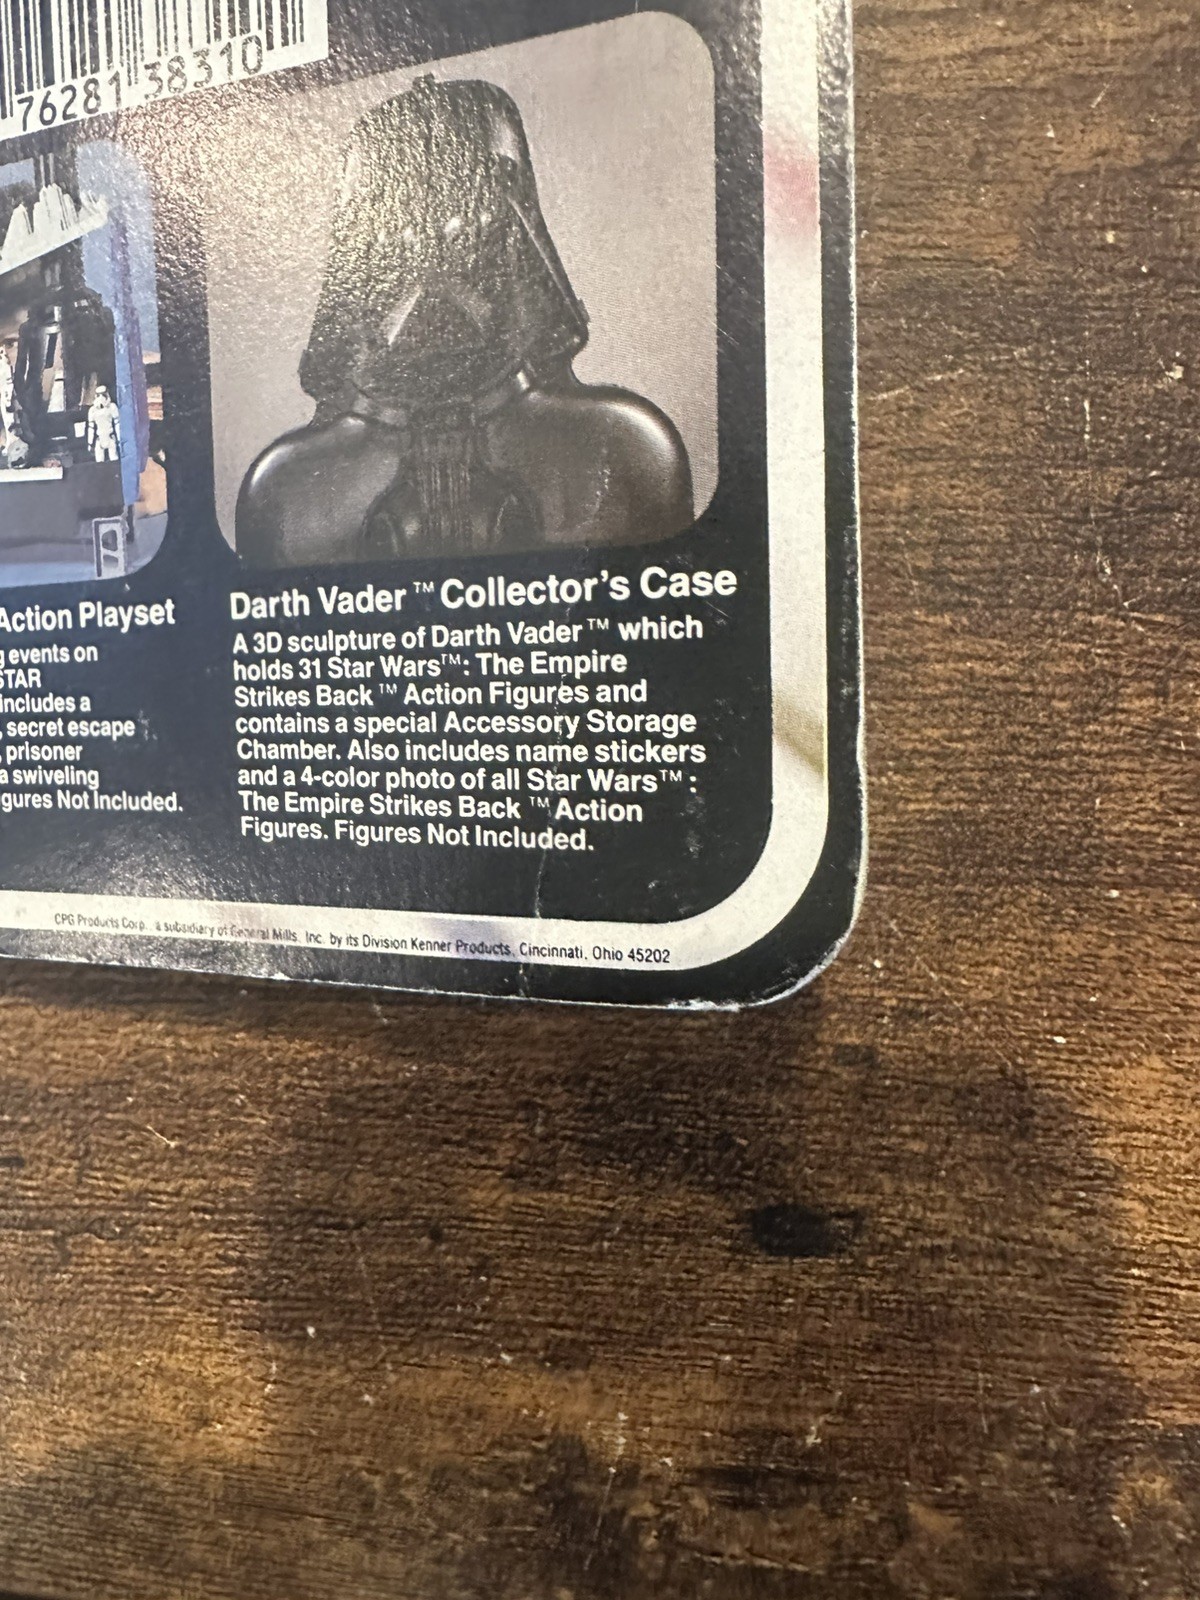 76281 38310
Action Playset
g events on
STAR
includes a
, secret escape
, prisoner
a swiveling
gures Not Included.
Darth Vader™ Collector's Case
A 3D sculpture of Darth Vader™ which
holds 31 Star Wars™: The Empire
Strikes Back™ Action Figures and
contains a special Accessory Storage
Chamber. Also includes name stickers
and a 4-color photo of all Star Wars™:
The Empire Strikes Back™ Action
Figures. Figures Not Included.
CPG Products Corp., a subsidiary of General Mills, Inc. by its Division Kenner Products, Cincinnati, Ohio 45202